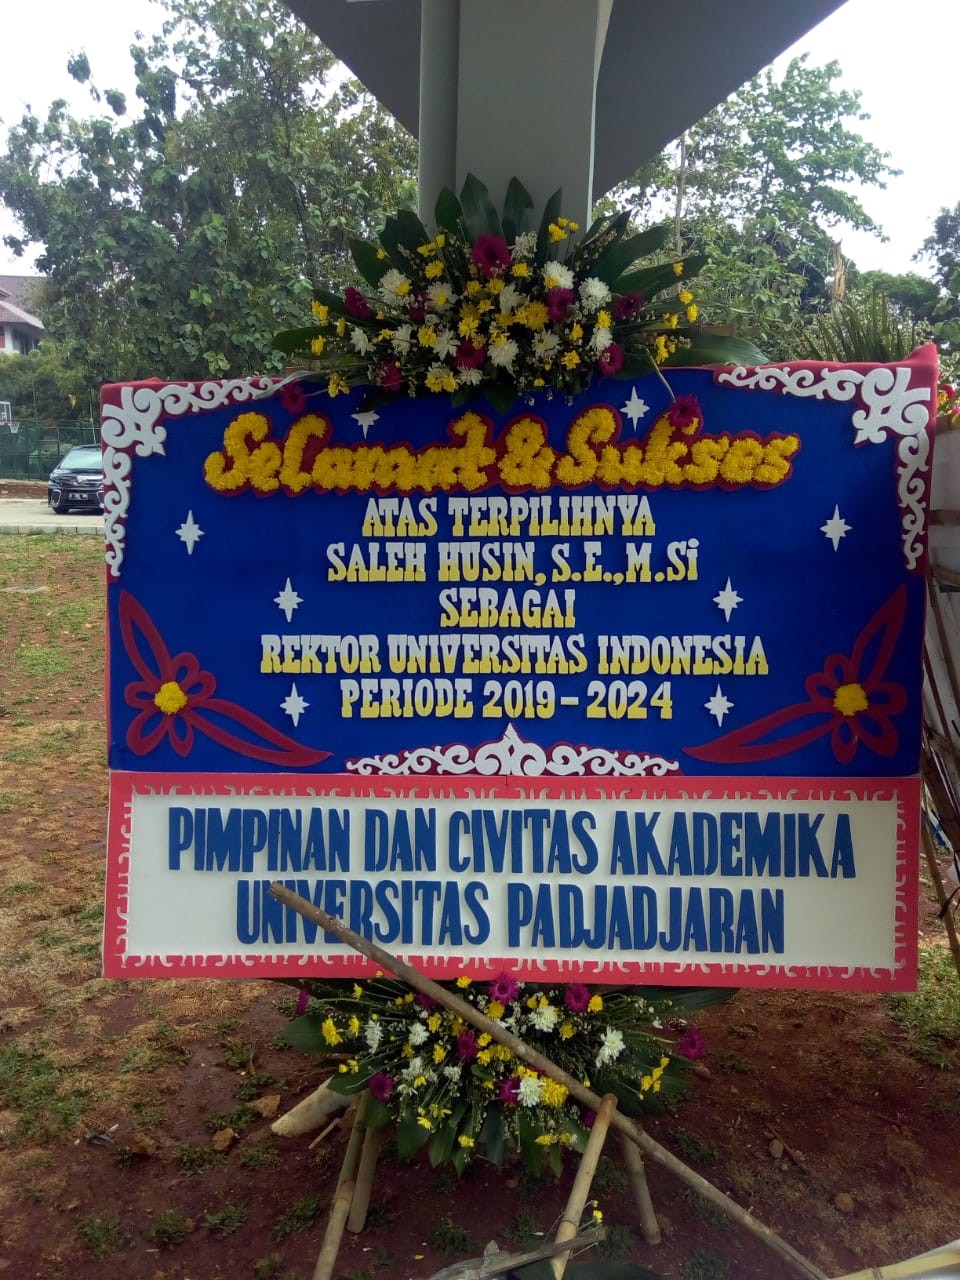 Selamat & Sukses
ATAS TERPILIHNYA
SALEH HUSIN, S.E., M.Si
SEBAGAI
REKTOR UNIVERSITAS INDONESIA
PERIODE 2019 - 2024
PIMPINAN DAN CIVITAS AKADEMIKA
UNIVERSITAS PADJADJARAN